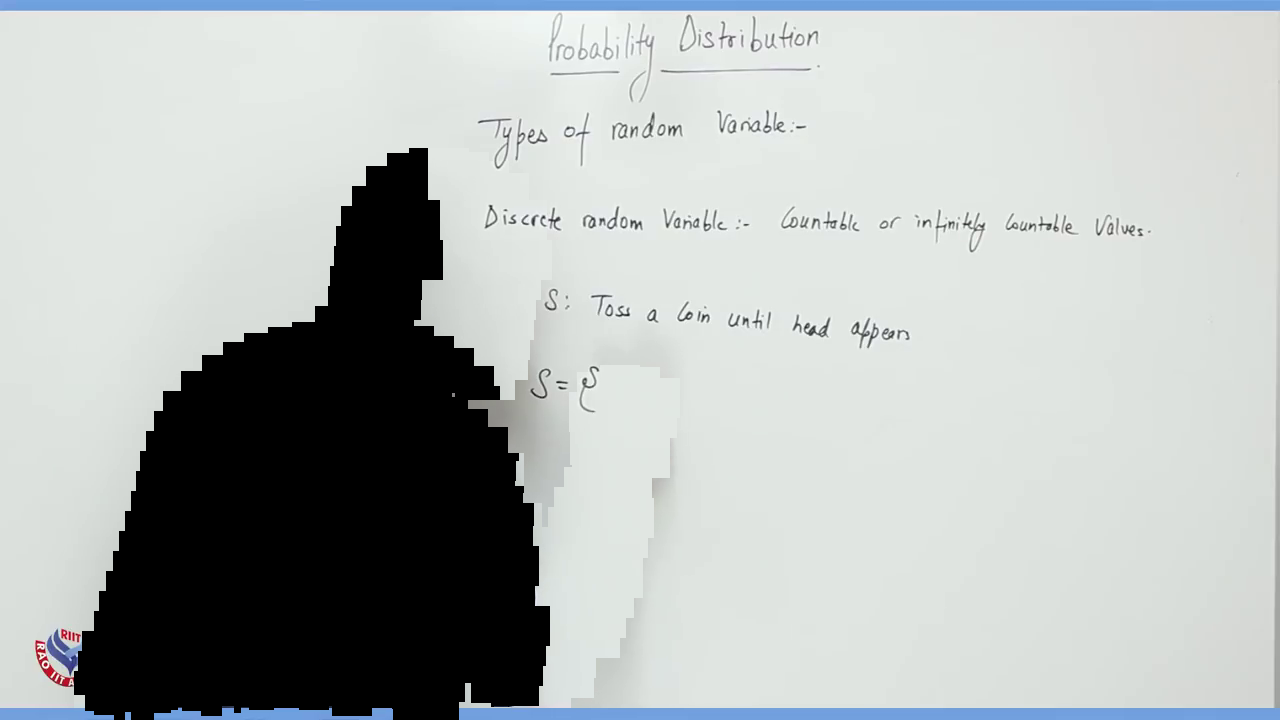 Probability Distribution
Types of random Variable:-
Discrete random Variable:- Countable or infinitely Countable Values.
S: Toss a Coin until head appears
S = {
RIIT
RAO IIT A